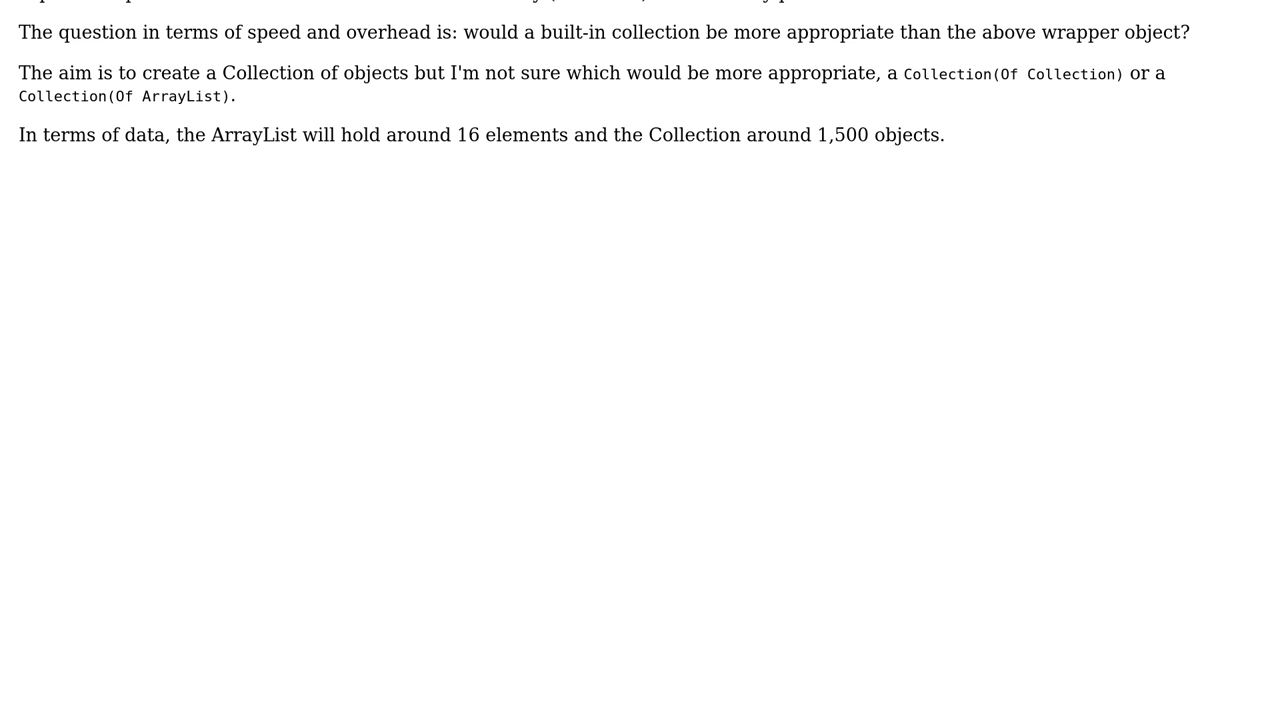 The question in terms of speed and overhead is: would a built-in collection be more appropriate than the above wrapper object?
The aim is to create a Collection of objects but I'm not sure which would be more appropriate, a Collection(Of Collection) or a
Collection(Of ArrayList).
In terms of data, the ArrayList will hold around 16 elements and the Collection around 1,500 objects.